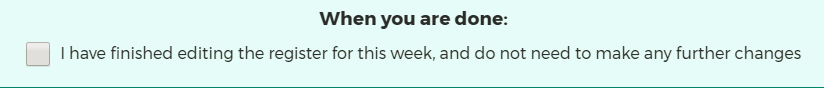 When you are done:
I have finished editing the register for this week, and do not need to make any further changes